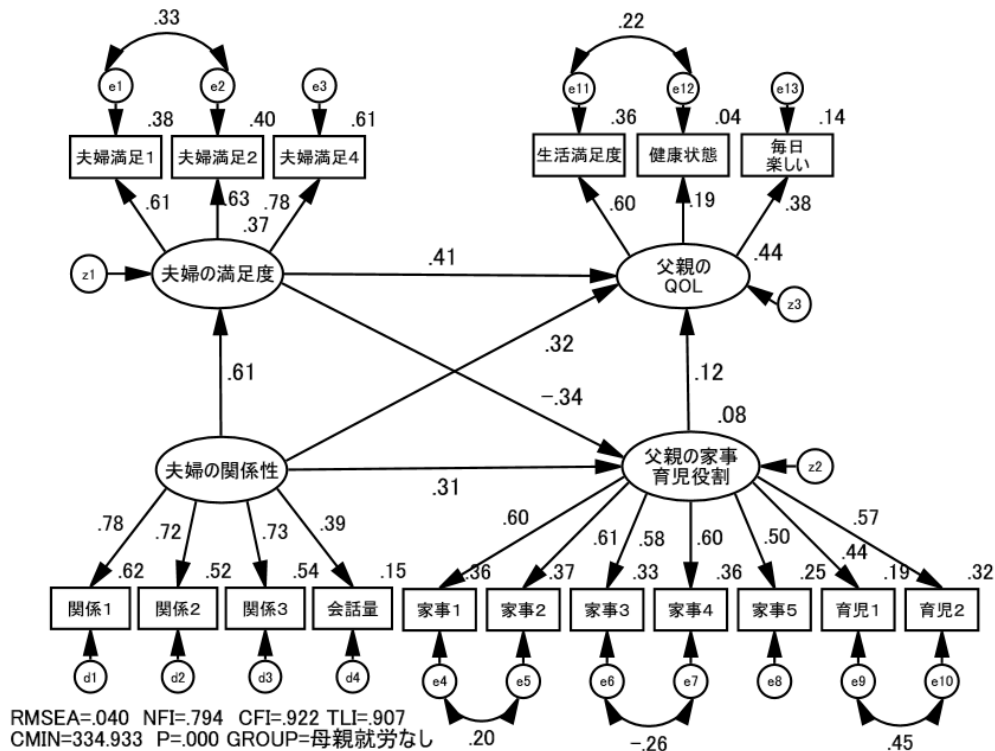 .33
.22
e1
e2
e3
e11
e12
e13
.38
.40
.61
.36
.04
.14
夫婦満足1
夫婦満足2
夫婦満足4
生活満足度
健康状態
毎日
楽しい
.61
.63
.78
.60
.19
.38
.37
.44
z1
夫婦の満足度
.41
父親の
QOL
z3
.61
.32
.12
-.34
.08
夫婦の関係性
.31
父親の家事
育児役割
z2
.78
.72
.73
.39
.60
.61
.58
.60
.50
.44
.57
.62
.52
.54
.15
.36
.37
.33
.36
.25
.19
.32
関係1
関係2
関係3
会話量
家事1
家事2
家事3
家事4
家事5
育児1
育児2
d1
d2
d3
d4
e4
e5
e6
e7
e8
e9
e10
.20
-.26
.45
RMSEA=.040 NFI=.794 CFI=.922 TLI=.907
CMIN=334.933 P=.000 GROUP=母親就労なし